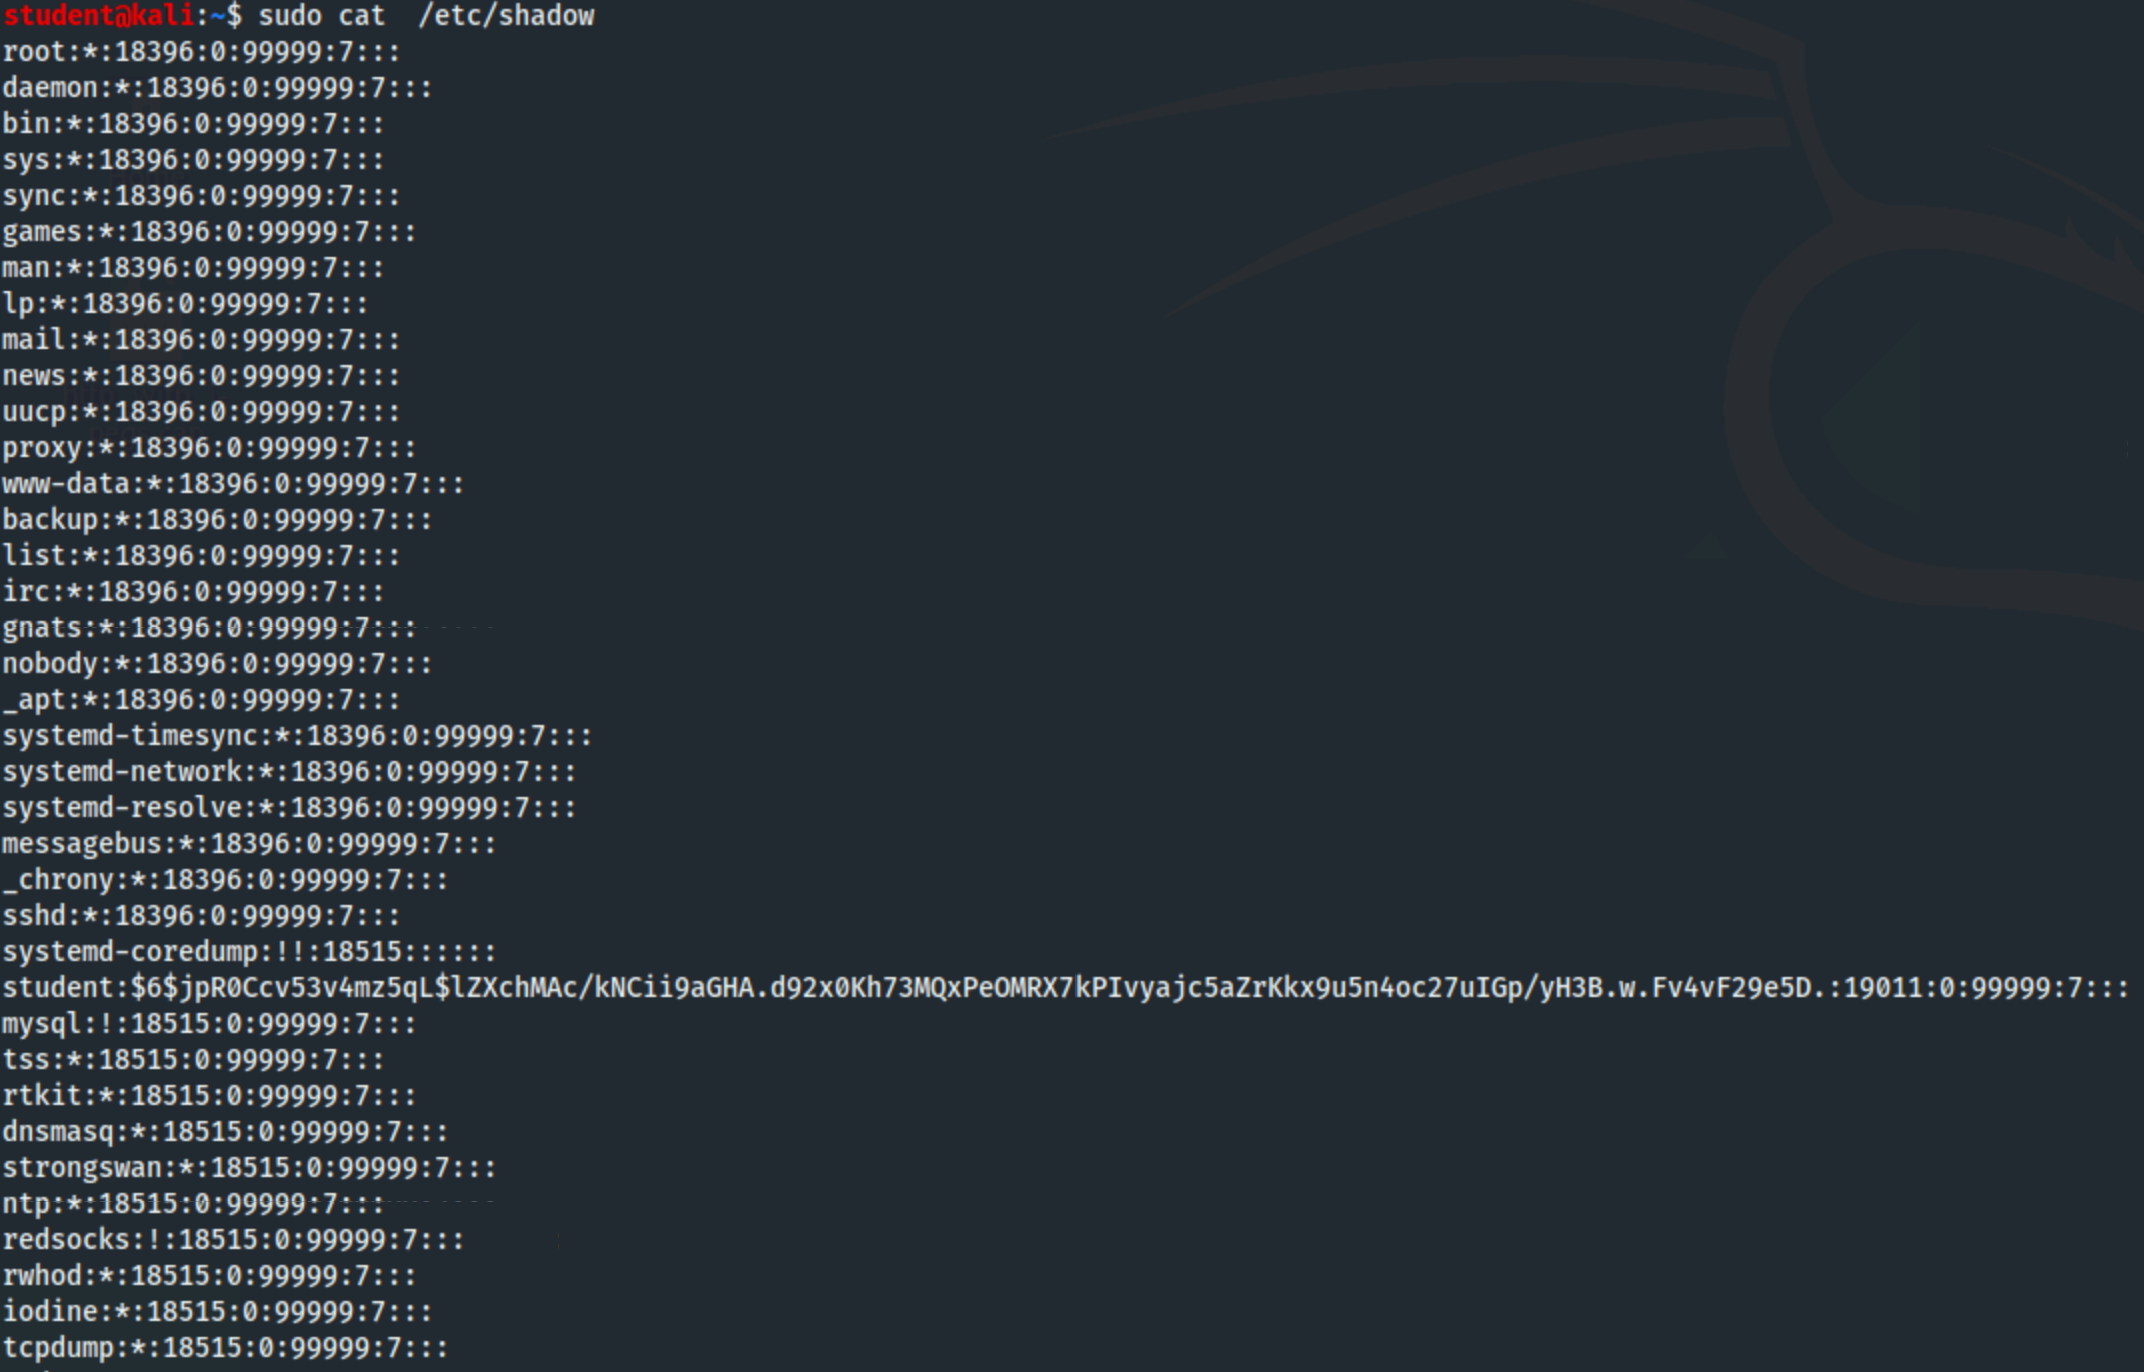 student@kali:~$ sudo cat  /etc/shadow
root:*:18396:0:99999:7:::
daemon:*:18396:0:99999:7:::
bin:*:18396:0:99999:7:::
sys:*:18396:0:99999:7:::
sync:*:18396:0:99999:7:::
games:*:18396:0:99999:7:::
man:*:18396:0:99999:7:::
lp:*:18396:0:99999:7:::
mail:*:18396:0:99999:7:::
news:*:18396:0:99999:7:::
uucp:*:18396:0:99999:7:::
proxy:*:18396:0:99999:7:::
www-data:*:18396:0:99999:7:::
backup:*:18396:0:99999:7:::
list:*:18396:0:99999:7:::
irc:*:18396:0:99999:7:::
gnats:*:18396:0:99999:7:::
nobody:*:18396:0:99999:7:::
_apt:*:18396:0:99999:7:::
systemd-timesync:*:18396:0:99999:7:::
systemd-network:*:18396:0:99999:7:::
systemd-resolve:*:18396:0:99999:7:::
messagebus:*:18396:0:99999:7:::
_chrony:*:18396:0:99999:7:::
sshd:*:18396:0:99999:7:::
systemd-coredump:!!:18515::::::
student:$6$jpR0Ccv53v4mz5qL$lZXchMAc/kNCii9aGHA.d92x0Kh73MQxPeOMRX7kPIvyajc5aZrKkx9u5n4oc27uIGp/yH3B.w.Fv4vF29e5D.:19011:0:99999:7:::
mysql:!:18515:0:99999:7:::
tss:*:18515:0:99999:7:::
rtkit:*:18515:0:99999:7:::
dnsmasq:*:18515:0:99999:7:::
strongswan:*:18515:0:99999:7:::
ntp:*:18515:0:99999:7:::
redsocks:!:18515:0:99999:7:::
rwhod:*:18515:0:99999:7:::
iodine:*:18515:0:99999:7:::
tcpdump:*:18515:0:99999:7:::